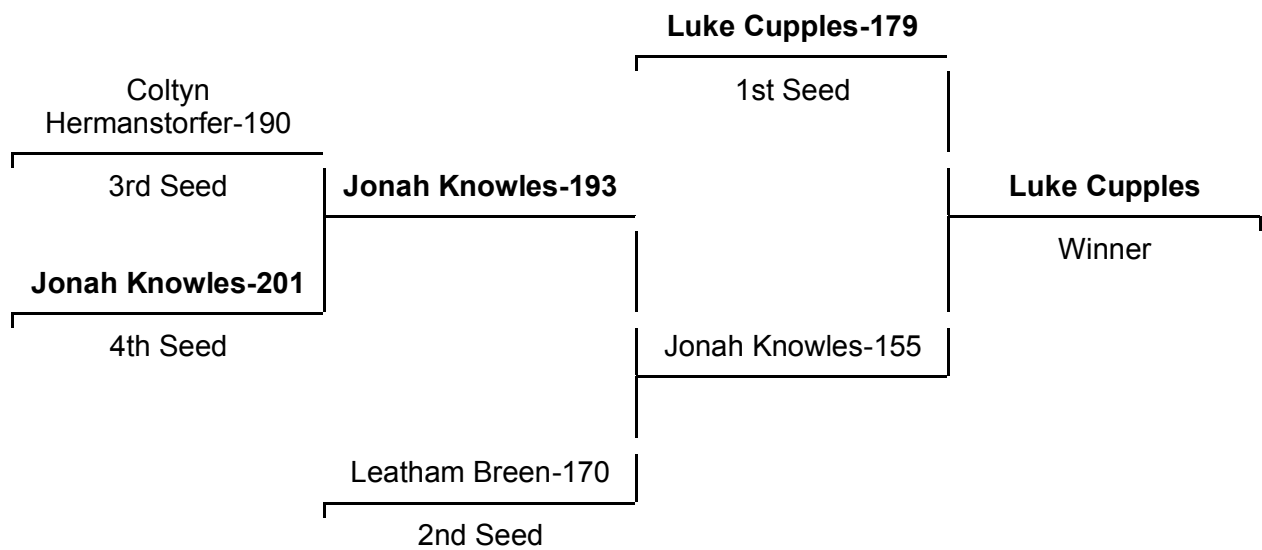 Luke Cupples-179
1st Seed
Coltyn
Hermanstorfer-190
3rd Seed
Jonah Knowles-193
Luke Cupples
Winner
Jonah Knowles-201
4th Seed
Jonah Knowles-155
Leatham Breen-170
2nd Seed